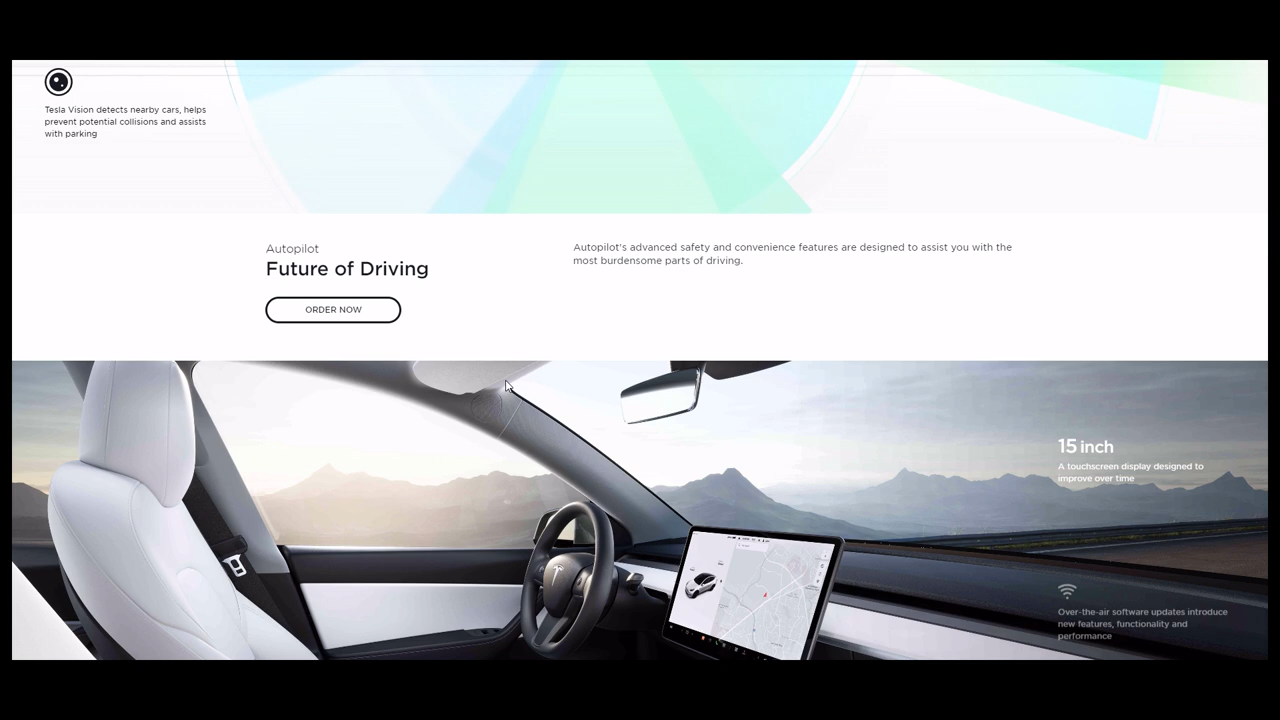 Tesla Vision detects nearby cars, helps
prevent potential collisions and assists
with parking
Autopilot
Future of Driving
ORDER NOW
Autopilot's advanced safety and convenience features are designed to assist you with the
most burdensome parts of driving.
15 inch
A touchscreen display designed to
improve over time
Over-the-air software updates introduce
new features, functionality and
performance